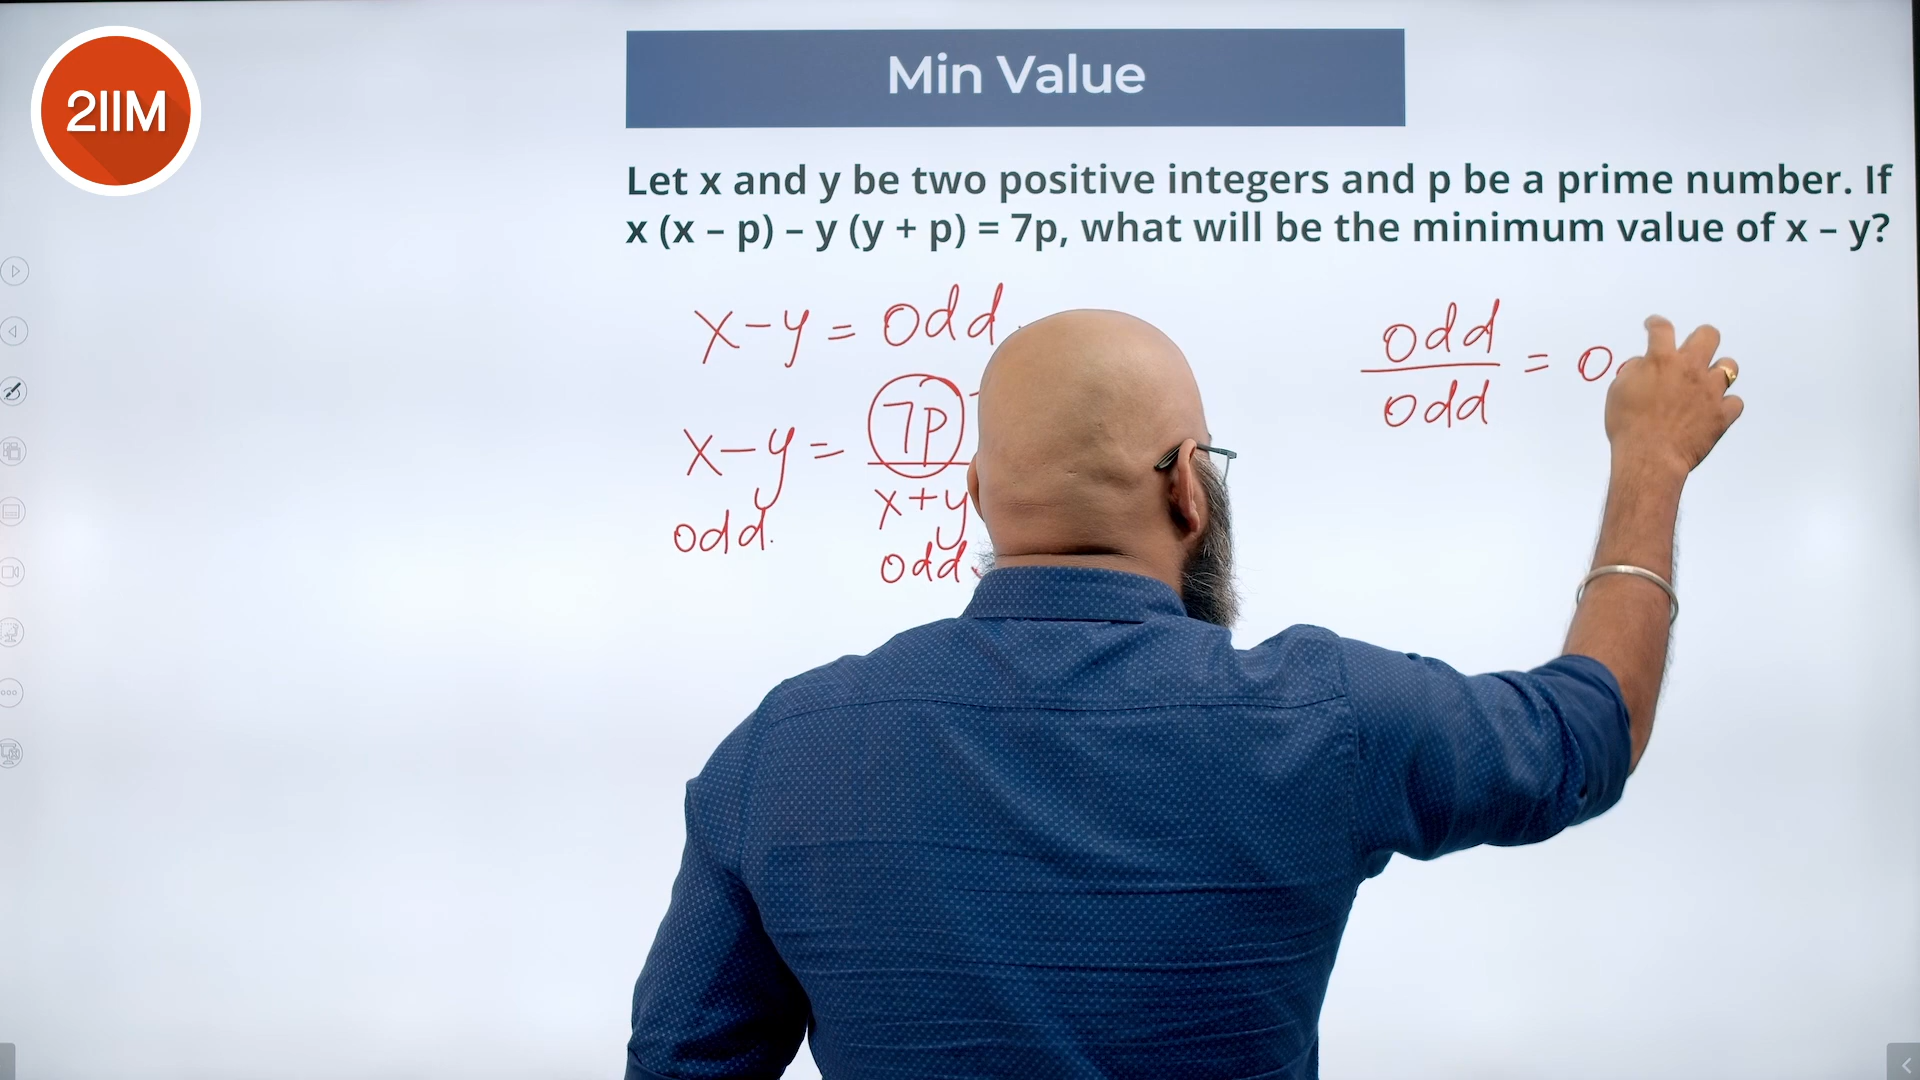 2IIM
Min Value
Let x and y be two positive integers and p be a prime number. If
x (x – p) – y (y + p) = 7p, what will be the minimum value of x – y?
x-y = odd
x-y = 7p
x+y
odd.
odd.
odd
odd
=